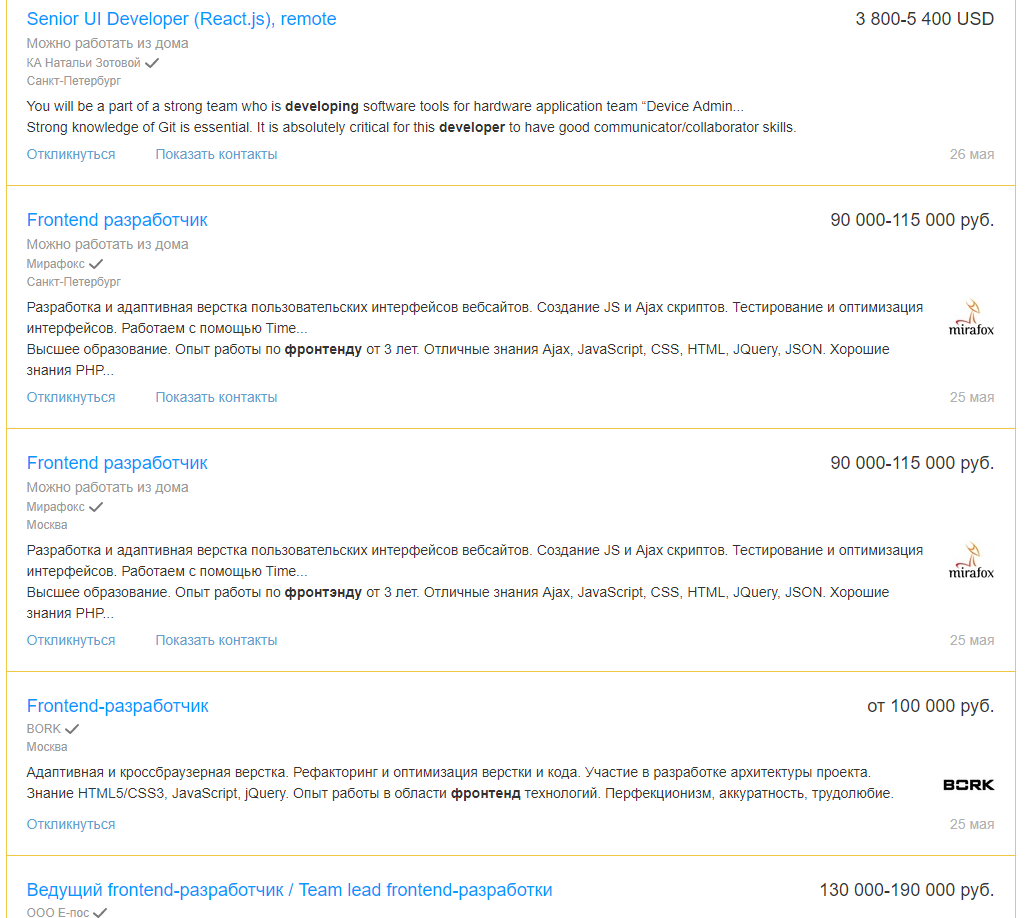 Senior UI Developer (React.js), remote 3 800-5 400 USD
Можно работать из дома
КА Натальи Зотовой
Санкт-Петербург
You will be a part of a strong team who is developing software tools for hardware application team “Device Admin...
Strong knowledge of Git is essential. It is absolutely critical for this developer to have good communicator/collaborator skills.
Откликнуться Показать контакты 26 мая
Frontend разработчик 90 000-115 000 руб.
Можно работать из дома
Мирафокс
Санкт-Петербург
Разработка и адаптивная верстка пользовательских интерфейсов вебсайтов. Создание JS и Ajax скриптов. Тестирование и оптимизация
интерфейсов. Работаем с помощью Time...
mirafox
Высшее образование. Опыт работы по фронтенду от 3 лет. Отличные знания Ajax, JavaScript, CSS, HTML, JQuery, JSON. Хорошие
знания PHP...
Откликнуться Показать контакты 25 мая
Frontend разработчик 90 000-115 000 руб.
Можно работать из дома
Мирафокс
Москва
Разработка и адаптивная верстка пользовательских интерфейсов вебсайтов. Создание JS и Ajax скриптов. Тестирование и оптимизация
интерфейсов. Работаем с помощью Time...
mirafox
Высшее образование. Опыт работы по фронтэнду от 3 лет. Отличные знания Ajax, JavaScript, CSS, HTML, JQuery, JSON. Хорошие
знания PHP...
Откликнуться Показать контакты 25 мая
Frontend-разработчик от 100 000 руб.
BORK
Москва
Адаптивная и кроссбраузерная верстка. Рефакторинг и оптимизация верстки и кода. Участие в разработке архитектуры проекта.
BORK
Знание HTML5/CSS3, JavaScript, jQuery. Опыт работы в области фронтенд технологий. Перфекционизм, аккуратность, трудолюбие.
Откликнуться 25 мая
Ведущий frontend-разработчик / Team lead frontend-разработки 130 000-190 000 руб.
ООО Е-пос